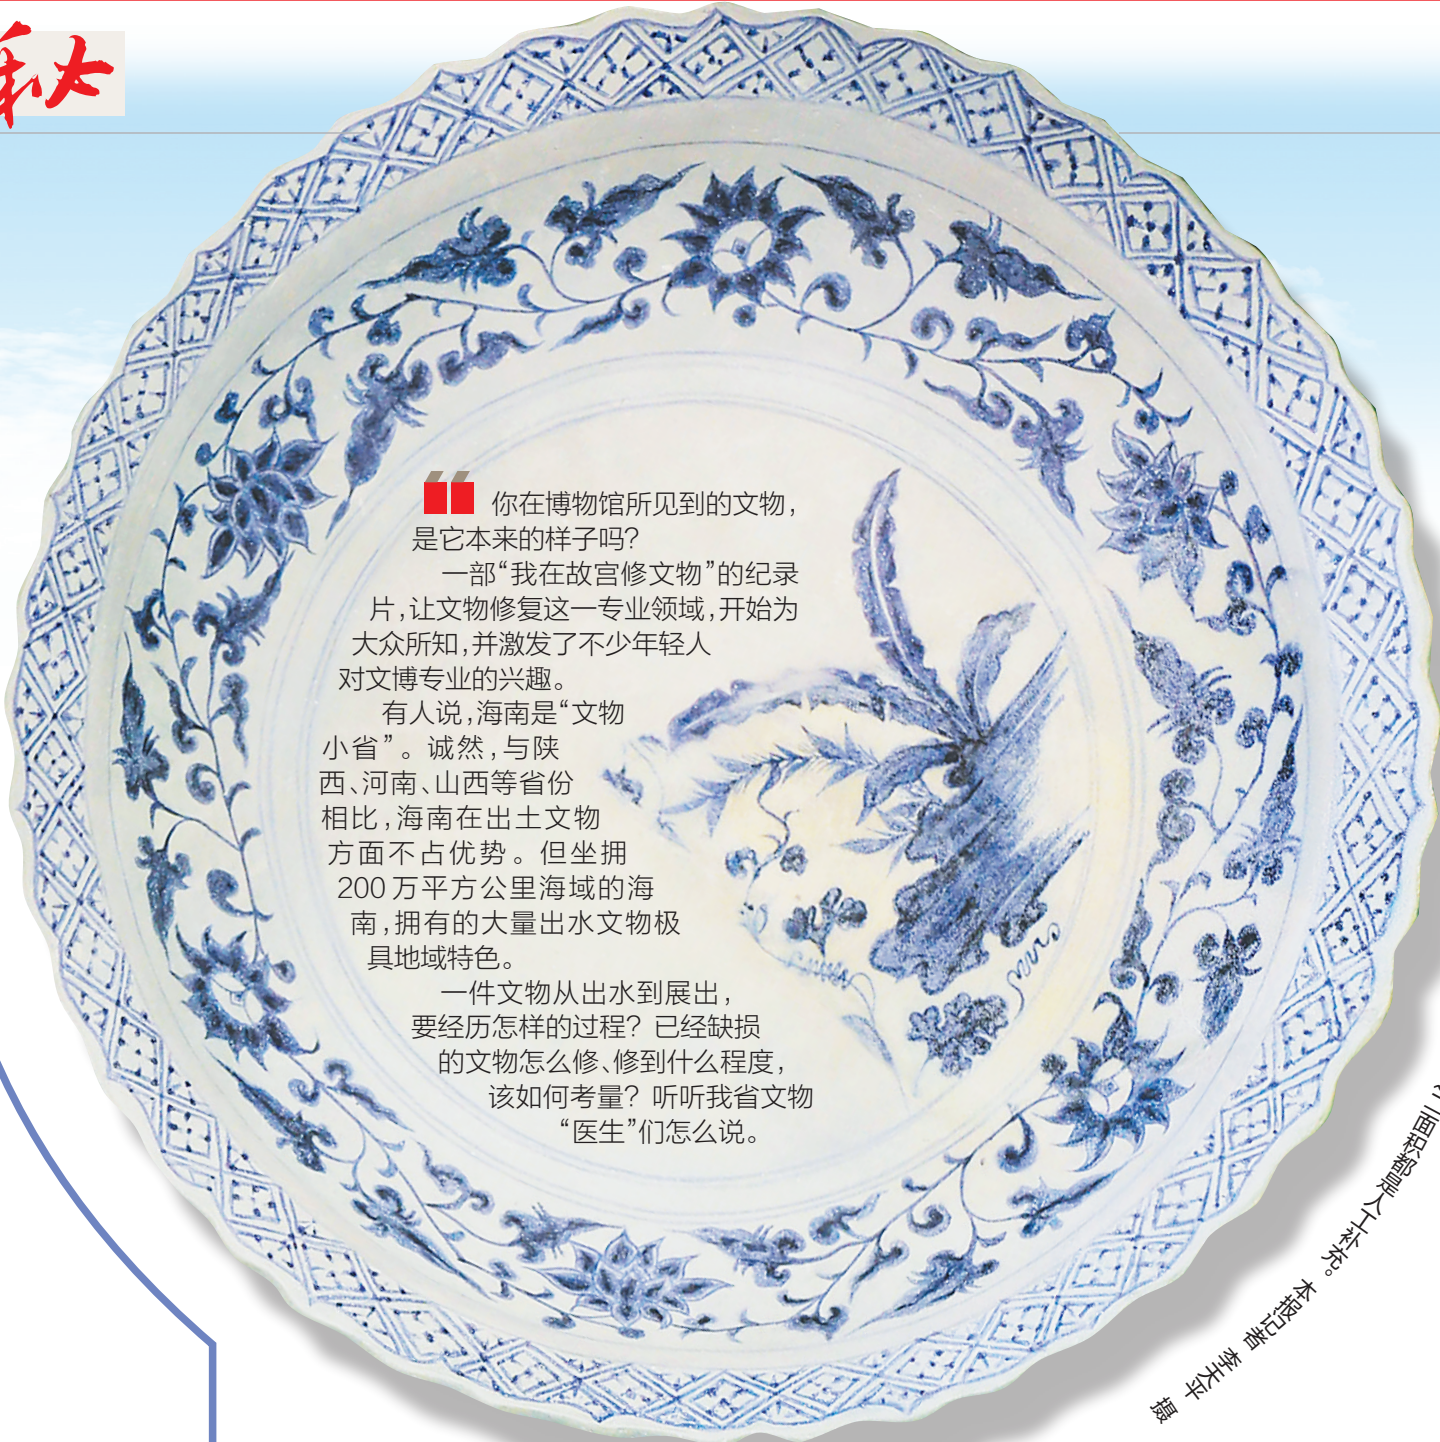 秋
你在博物馆所见到的文物，
是它本来的样子吗？
一部“我在故宫修文物”的纪录
片，让文物修复这一专业领域，开始为
大众所知，并激发了不少年轻人
对文博专业的兴趣。
有人说，海南是“文物
小省”。诚然，与陕
西、河南、山西等省份
相比，海南在出土文物
方面不占优势。但坐拥
200万平方公里海域的海
南，拥有的大量出水文物极
具地域特色。
一件文物从出水到展出，
要经历怎样的过程？已经缺损
的文物怎么修、修到什么程度，
该如何考量？听听我省文物
“医生”们怎么说。
面积都是人工补充。 本报记者 李天平 摄